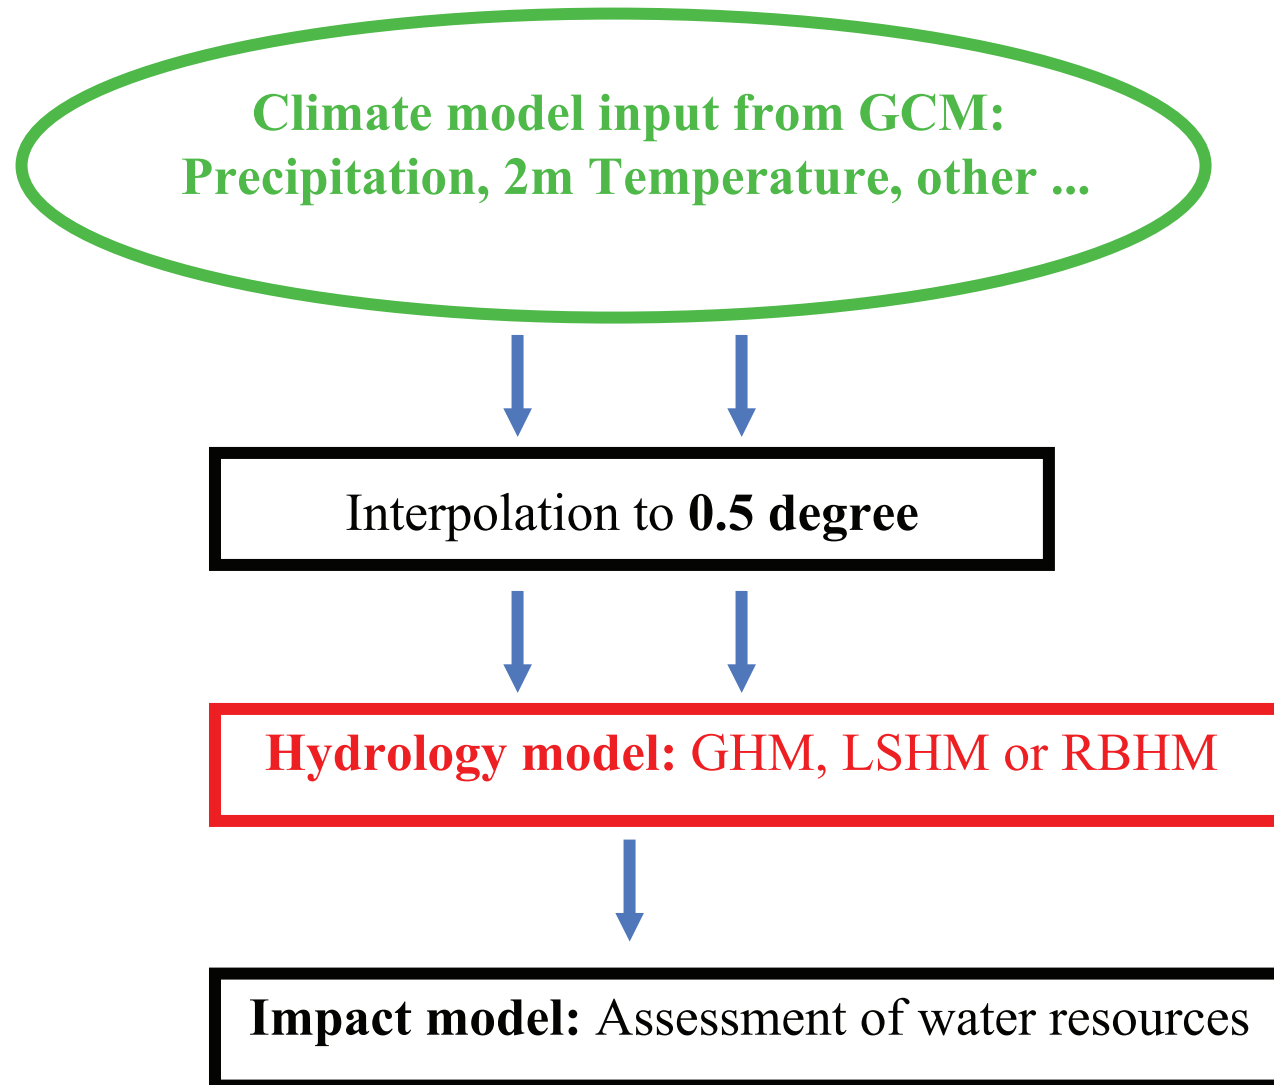 Climate model input from GCM:
Precipitation, 2m Temperature, other ...
Interpolation to 0.5 degree
Hydrology model: GHM, LSHM or RBHM
Impact model: Assessment of water resources